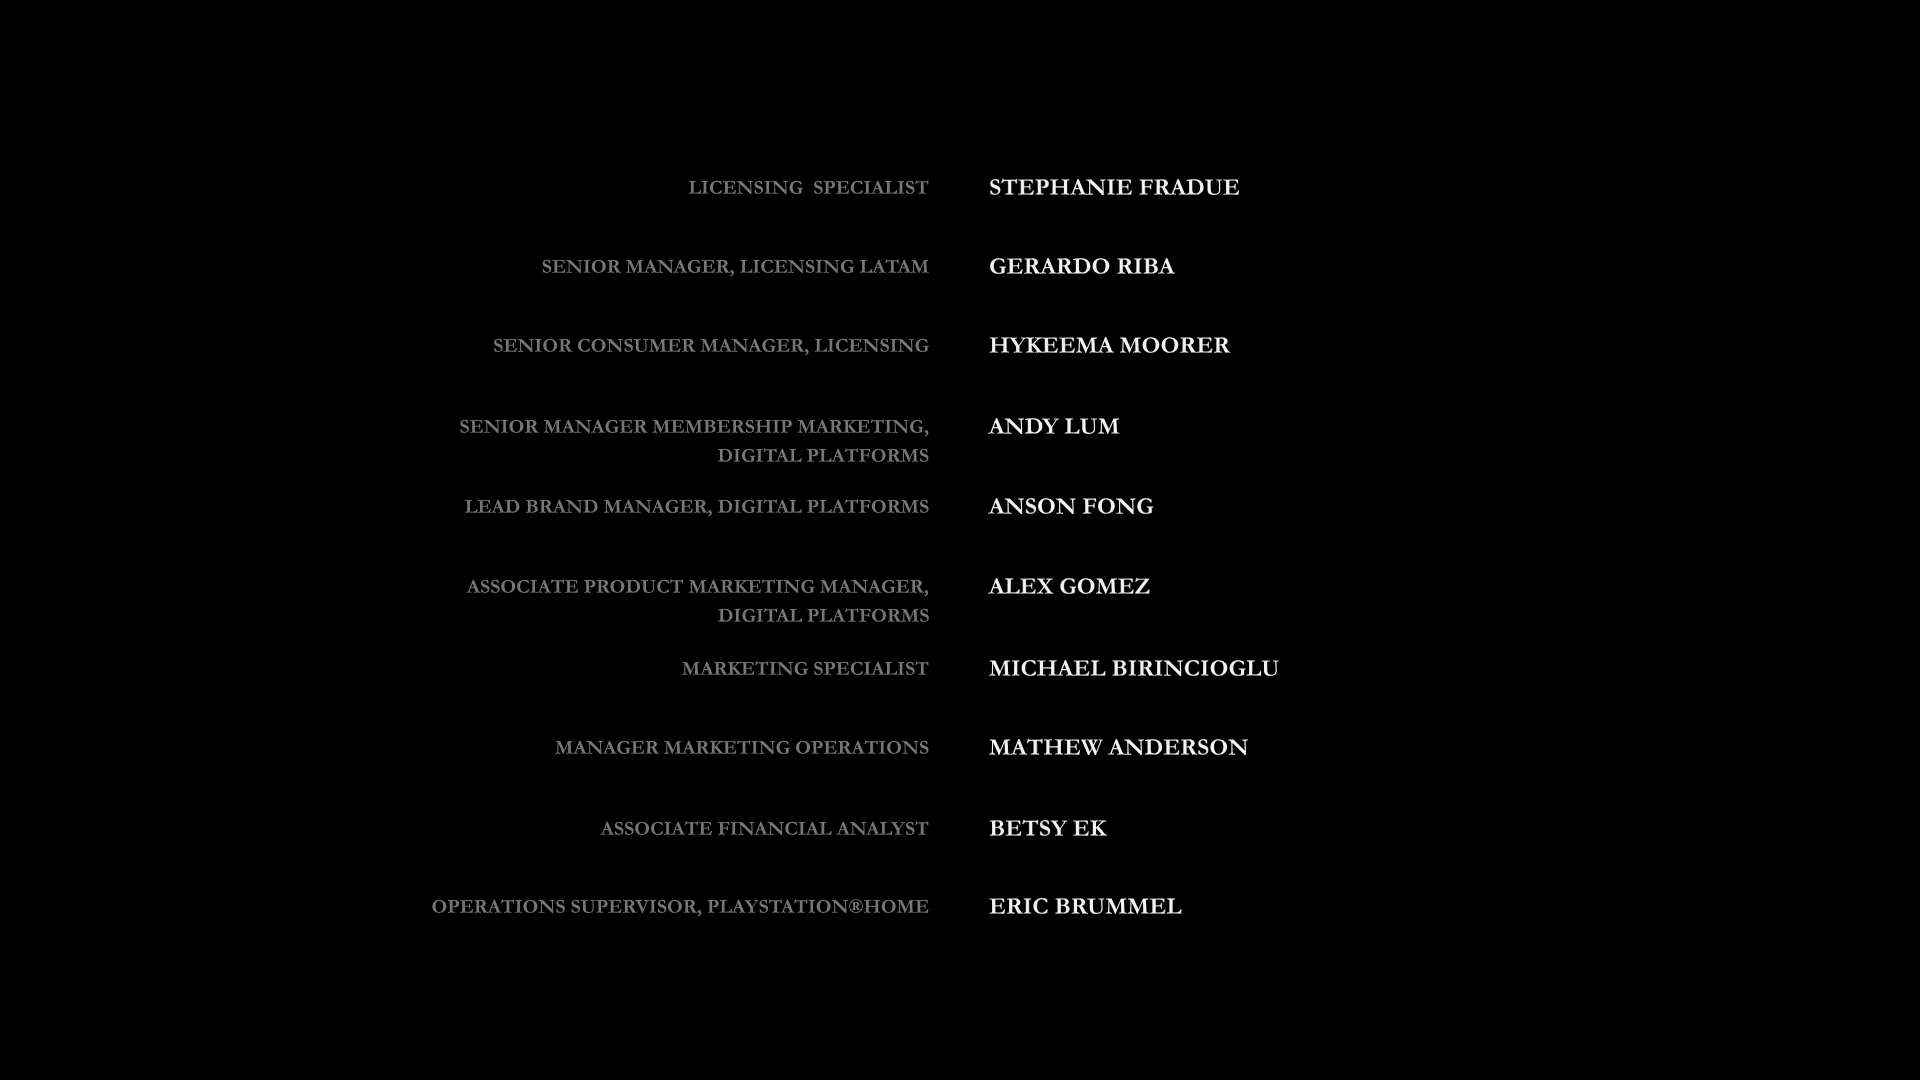 LICENSING  SPECIALIST STEPHANIE FRADUE
SENIOR MANAGER, LICENSING LATAM GERARDO RIBA
SENIOR CONSUMER MANAGER, LICENSING HYKEEMA MOORER
SENIOR MANAGER MEMBERSHIP MARKETING, ANDY LUM
DIGITAL PLATFORMS
LEAD BRAND MANAGER, DIGITAL PLATFORMS ANSON FONG
ASSOCIATE PRODUCT MARKETING MANAGER, ALEX GOMEZ
DIGITAL PLATFORMS
MARKETING SPECIALIST MICHAEL BIRINCIOGLU
MANAGER MARKETING OPERATIONS MATHEW ANDERSON
ASSOCIATE FINANCIAL ANALYST BETSY EK
OPERATIONS SUPERVISOR, PLAYSTATION®HOME ERIC BRUMMEL